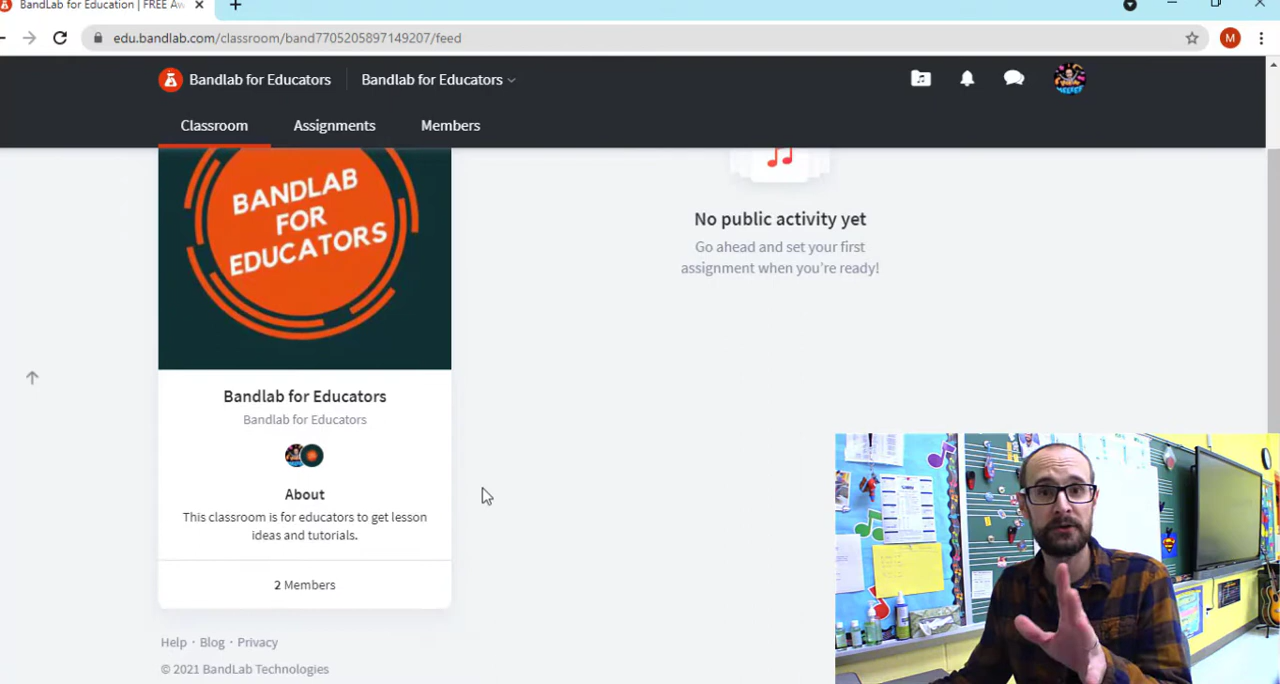 BandLab for Education | FREE Aw
edu.bandlab.com/classroom/band7705205897149207/feed
M
Bandlab for Educators
Bandlab for Educators
Classroom
Assignments
Members
BANDLAB
FOR
EDUCATORS
No public activity yet
Go ahead and set your first
assignment when you're ready!
Bandlab for Educators
Bandlab for Educators
About
This classroom is for educators to get lesson
ideas and tutorials.
2 Members
Help · Blog · Privacy
© 2021 BandLab Technologies